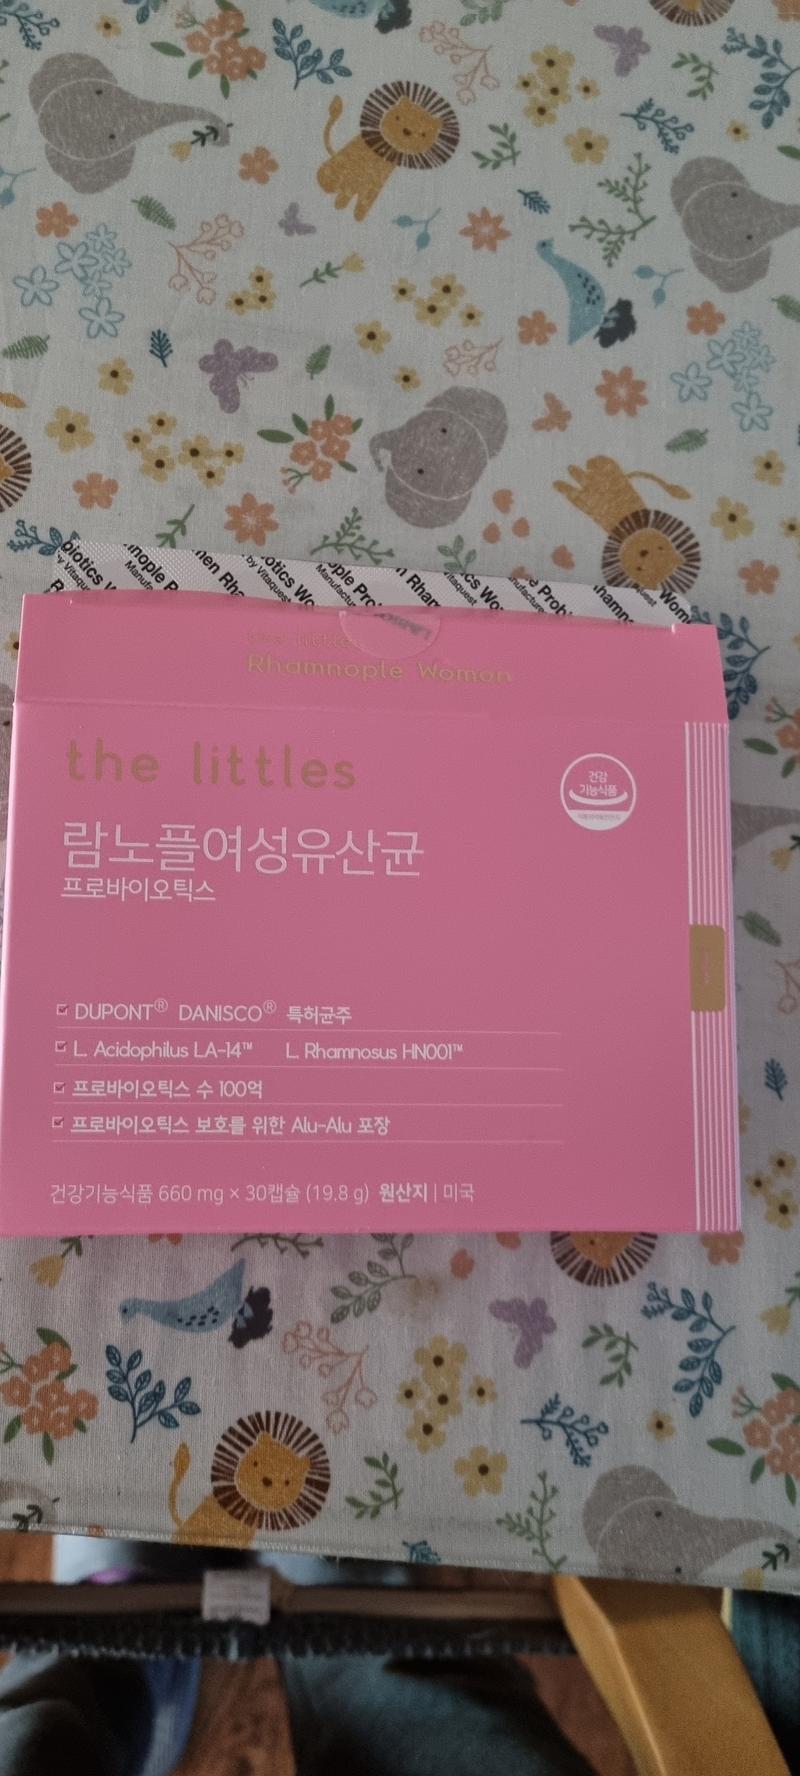 the littles
Rhamnople Woman
the littles
건강
기능식품
람노플여성유산균
프로바이오틱스
DUPONT® DANISCO® 특허균주
L. Acidophilus LA-14™ L. Rhamnosus HN001™
프로바이오틱스 수 100억
프로바이오틱스 보호를 위한 Alu-Alu 포장
건강기능식품 660 mg × 30캡슐 (19.8 g) 원산지 | 미국